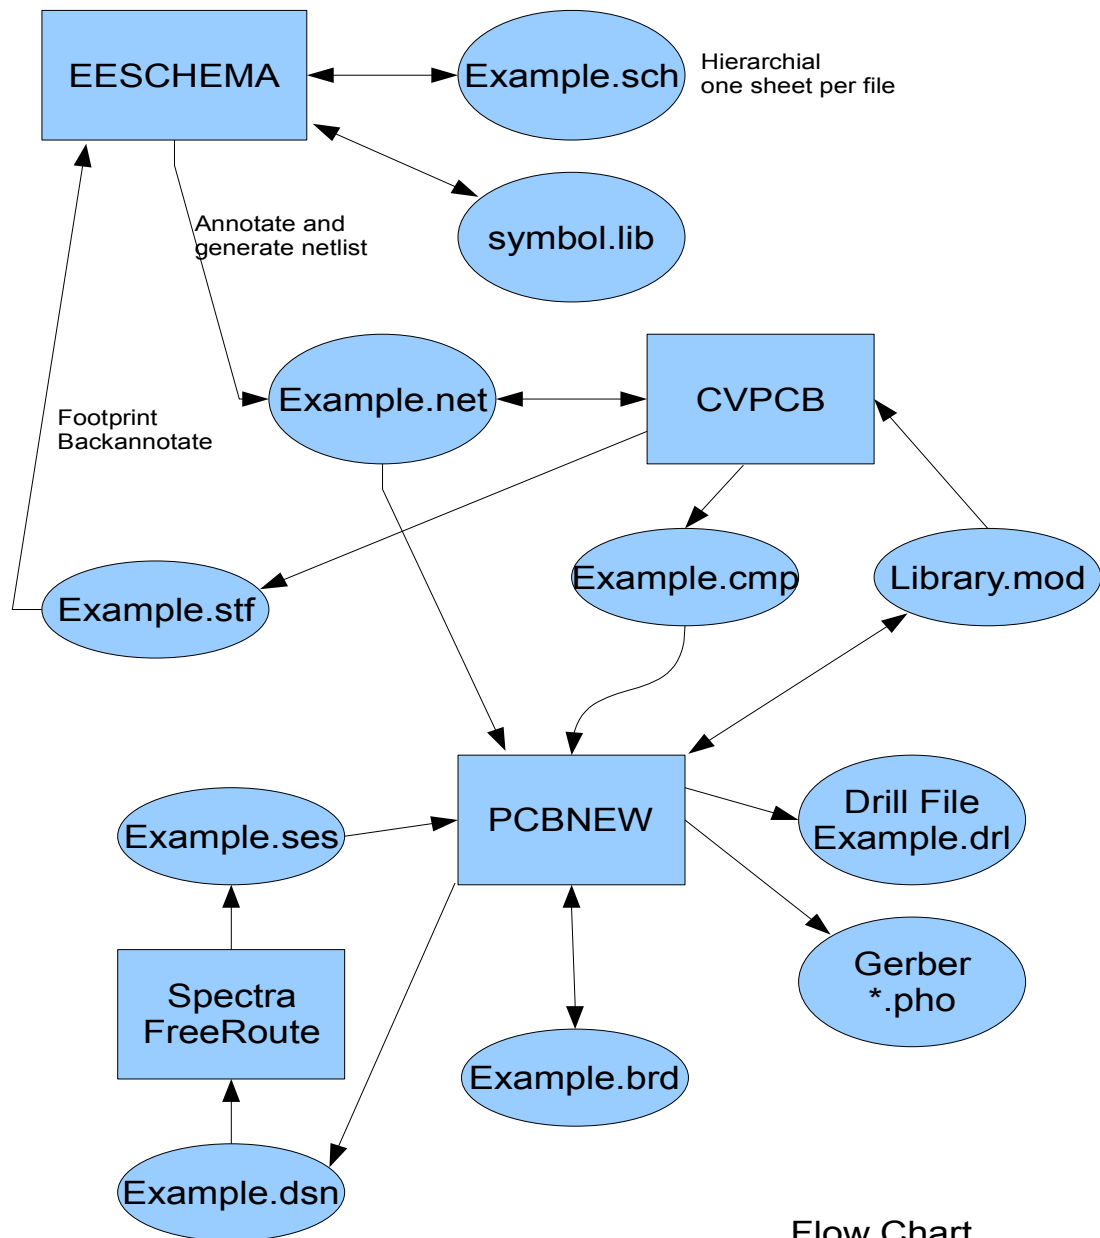 EESCHEMA
Example.sch
Hierarchial
one sheet per file
symbol.lib
Annotate and
generate netlist
Example.net
CVPCB
Footprint
Backannotate
Example.stf
Example.cmp
Library.mod
PCBNEW
Example.ses
Drill File
Example.drl
Spectra
FreeRoute
Gerber
*.pho
Example.brd
Example.dsn
Flow Chart